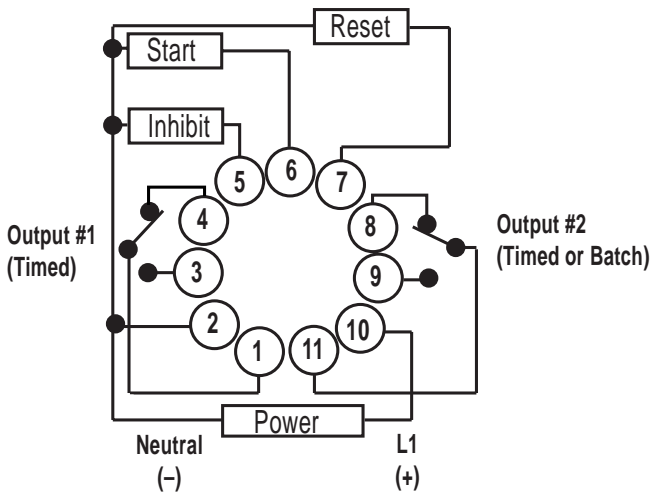 Reset
Start
Inhibit
6
5
7
4
8
Output #1
(Timed)
Output #2
(Timed or Batch)
3
9
2
10
1
11
Power
Neutral
(–)
L1
(+)